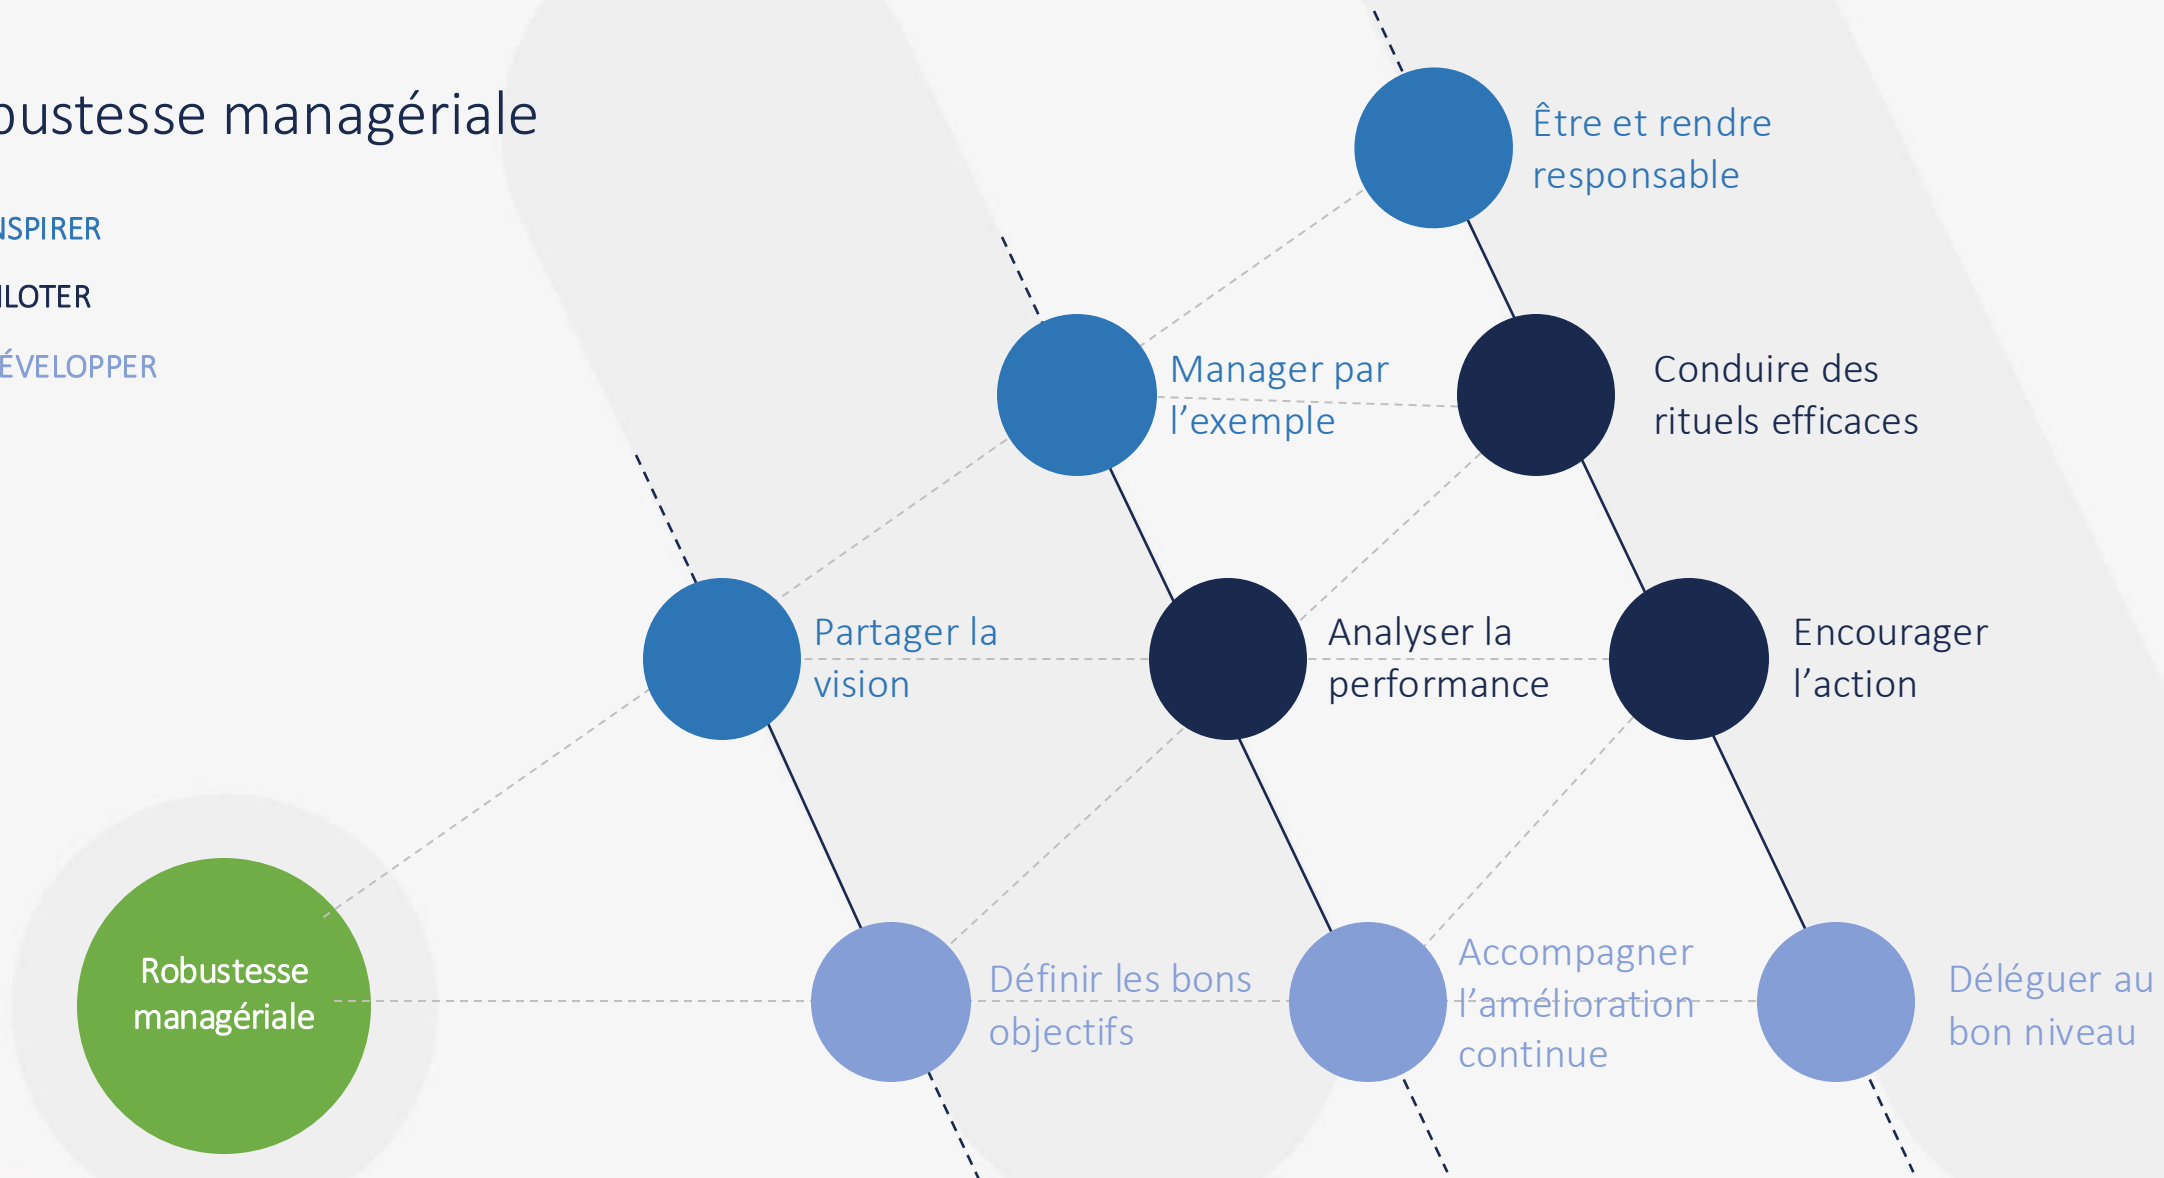 bustesse managériale
NSPIRER
ILOTER
ÉVELOPPER
Être et rendre
responsable
Manager par
l’exemple
Conduire des
rituels efficaces
Partager la
vision
Analyser la
performance
Encourager
l’action
Robustesse
managériale
Définir les bons
objectifs
Accompagner
l’amélioration
continue
Déléguer au
bon niveau